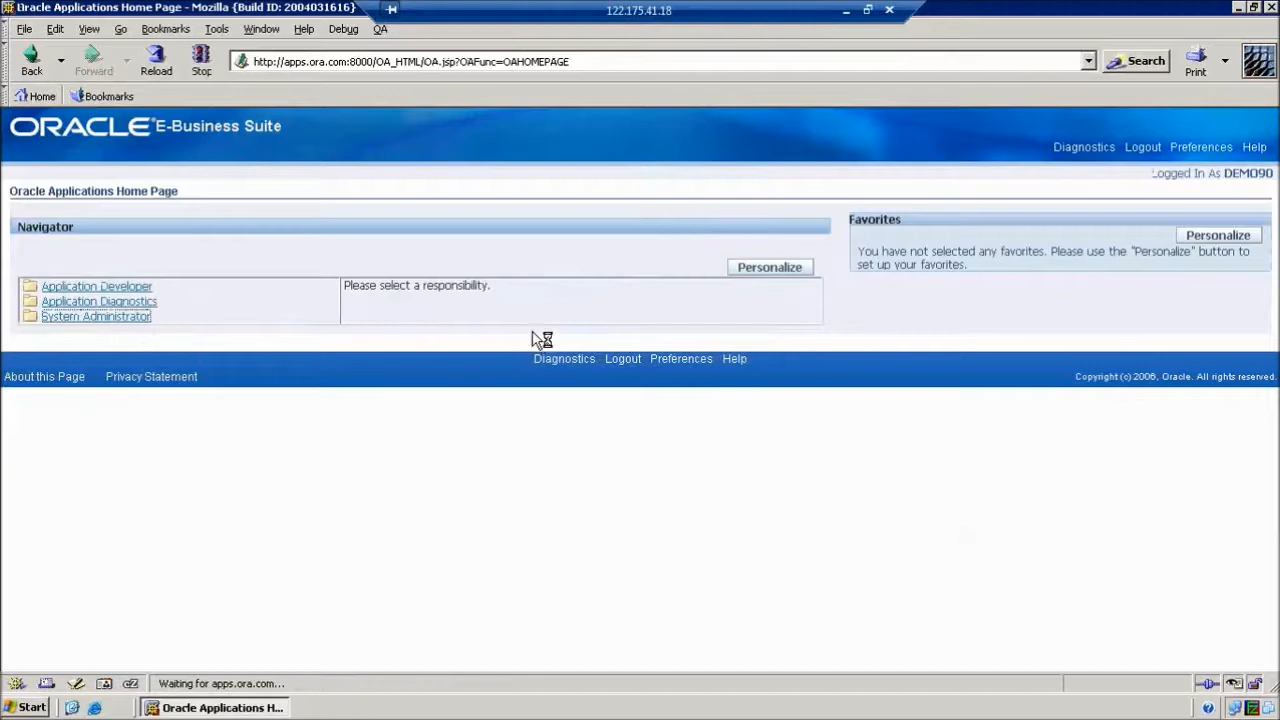 Oracle Applications Home Page - Mozilla {Build ID: 2004031616}
122.175.41.18
File Edit View Go Bookmarks Tools Window Help Debug QA
Back Forward Reload Stop http://apps.ora.com:8000/OA_HTML/OA.jsp?OAFunc=OAHOMEPAGE Search Print
Home Bookmarks
ORACLE® E-Business Suite
Diagnostics Logout Preferences Help
Logged In As DEMO90
Oracle Applications Home Page
Navigator
Personalize
Application Developer
Application Diagnostics
System Administrator
Please select a responsibility.
Favorites
Personalize
You have not selected any favorites. Please use the "Personalize" button to
set up your favorites.
Diagnostics Logout Preferences Help
About this Page Privacy Statement
Copyright (c) 2006, Oracle. All rights reserved.
Waiting for apps.ora.com...
Start Oracle Applications H...